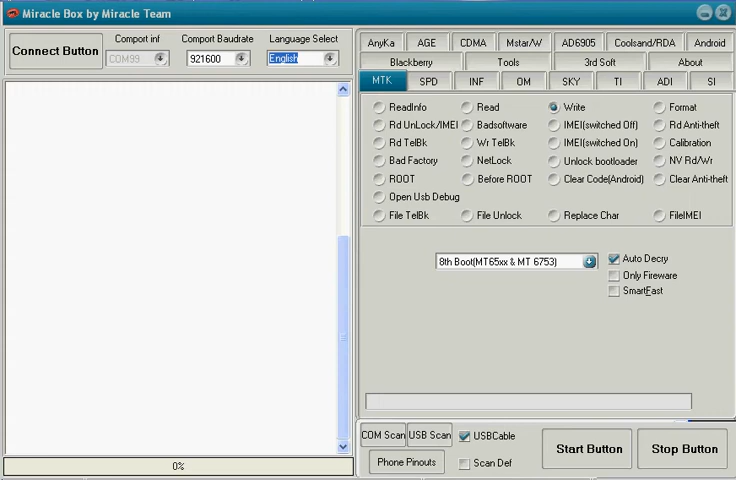 Miracle Box by Miracle Team
Connect Button
Comport inf
Comport Baudrate
Language Select
COM99
921600
English
AnyKa AGE CDMA Mstar/W AD6905 Coolsand/RDA Android
Blackberry Tools 3rd Soft About
MTK SPD INF OM SKY TI ADI SI
ReadInfo Read Write Format
Rd UnLock/IMEI Badsoftware IMEI(switched Off) Rd Anti-theft
Rd TelBk Wr TelBk IMEI(switched On) Calibration
Bad Factory NetLock Unlock bootloader NV Rd/Wr
ROOT Before ROOT Clear Code(Android) Clear Anti-theft
Open Usb Debug
File TelBk File Unlock Replace Char FileIMEI
8th Boot(MT65xx & MT 6753)
Auto Decry
Only Fireware
SmartFast
COM Scan USB Scan USBCable
Phone Pinouts Scan Def
Start Button Stop Button
0%